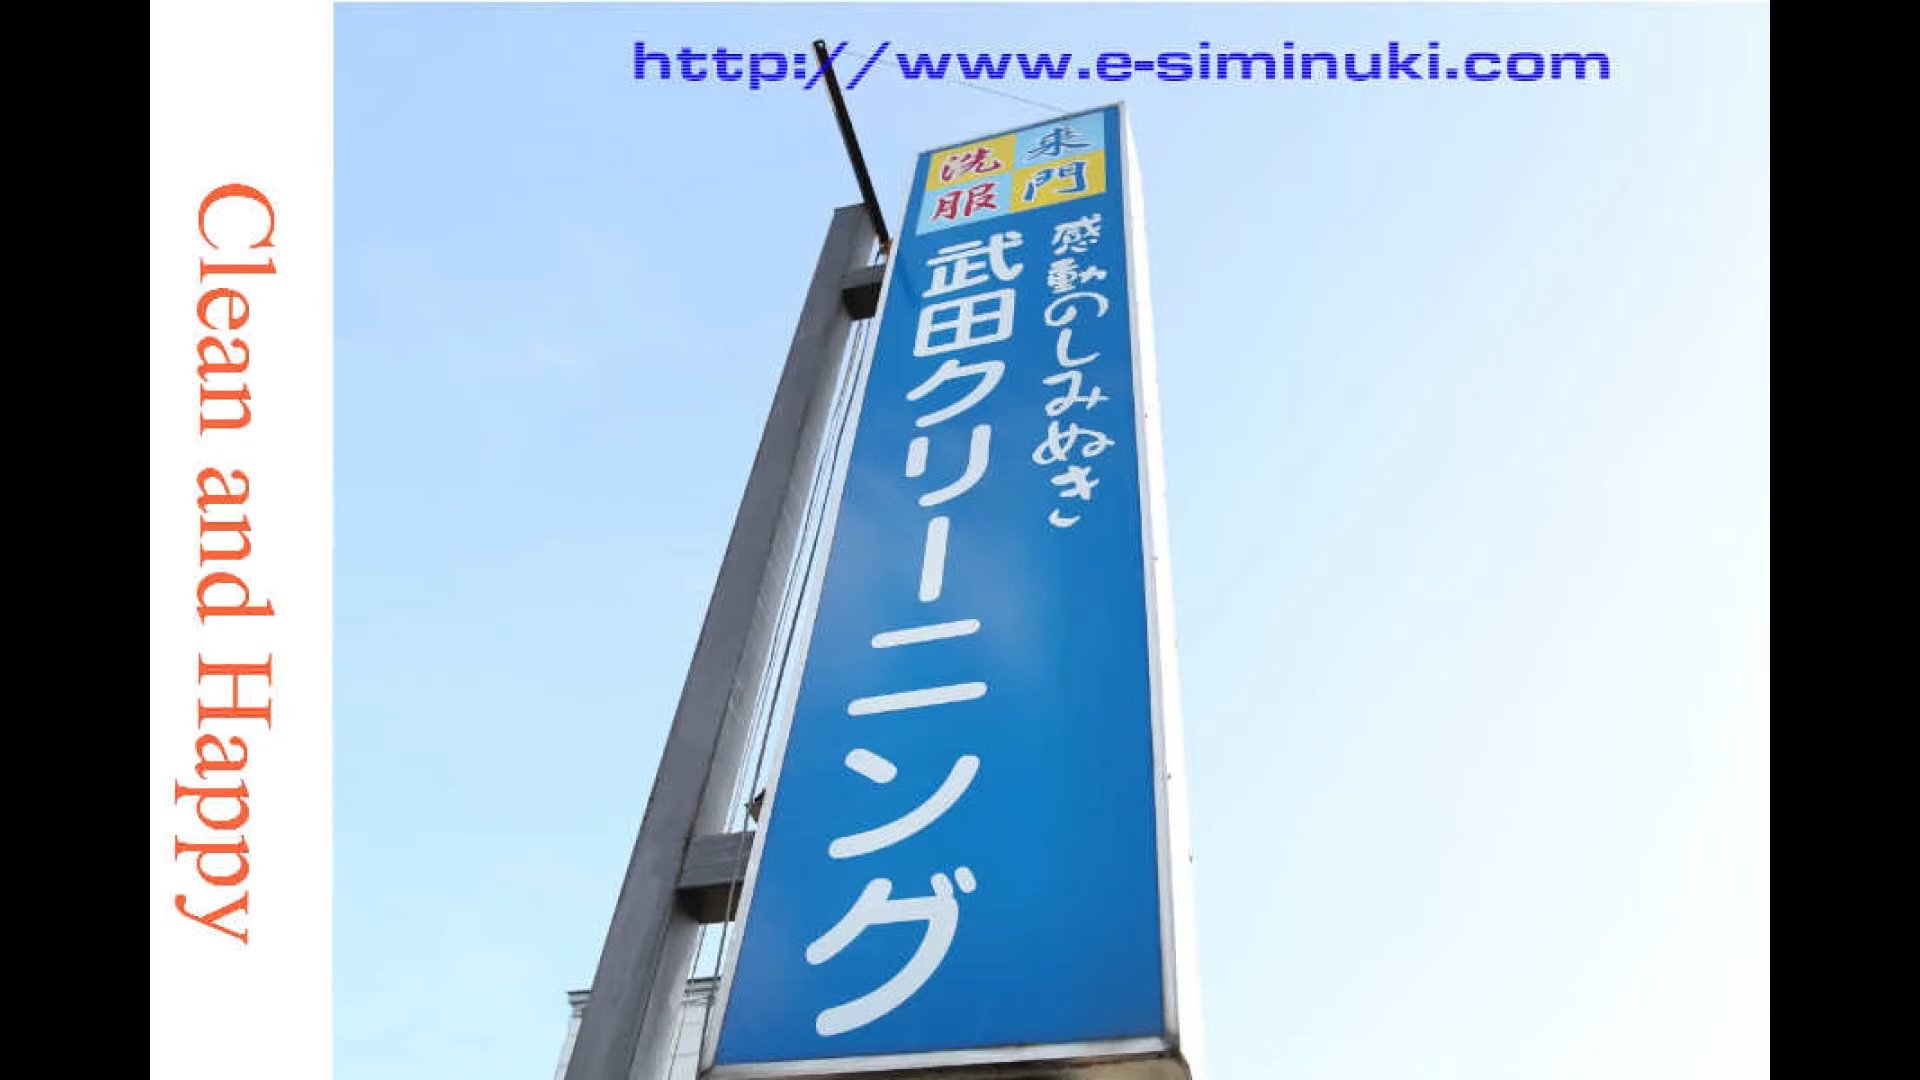 http://www.e-siminuki.com
Clean and Happy
来門
洗服
感動のしみぬき
武田クリーニング